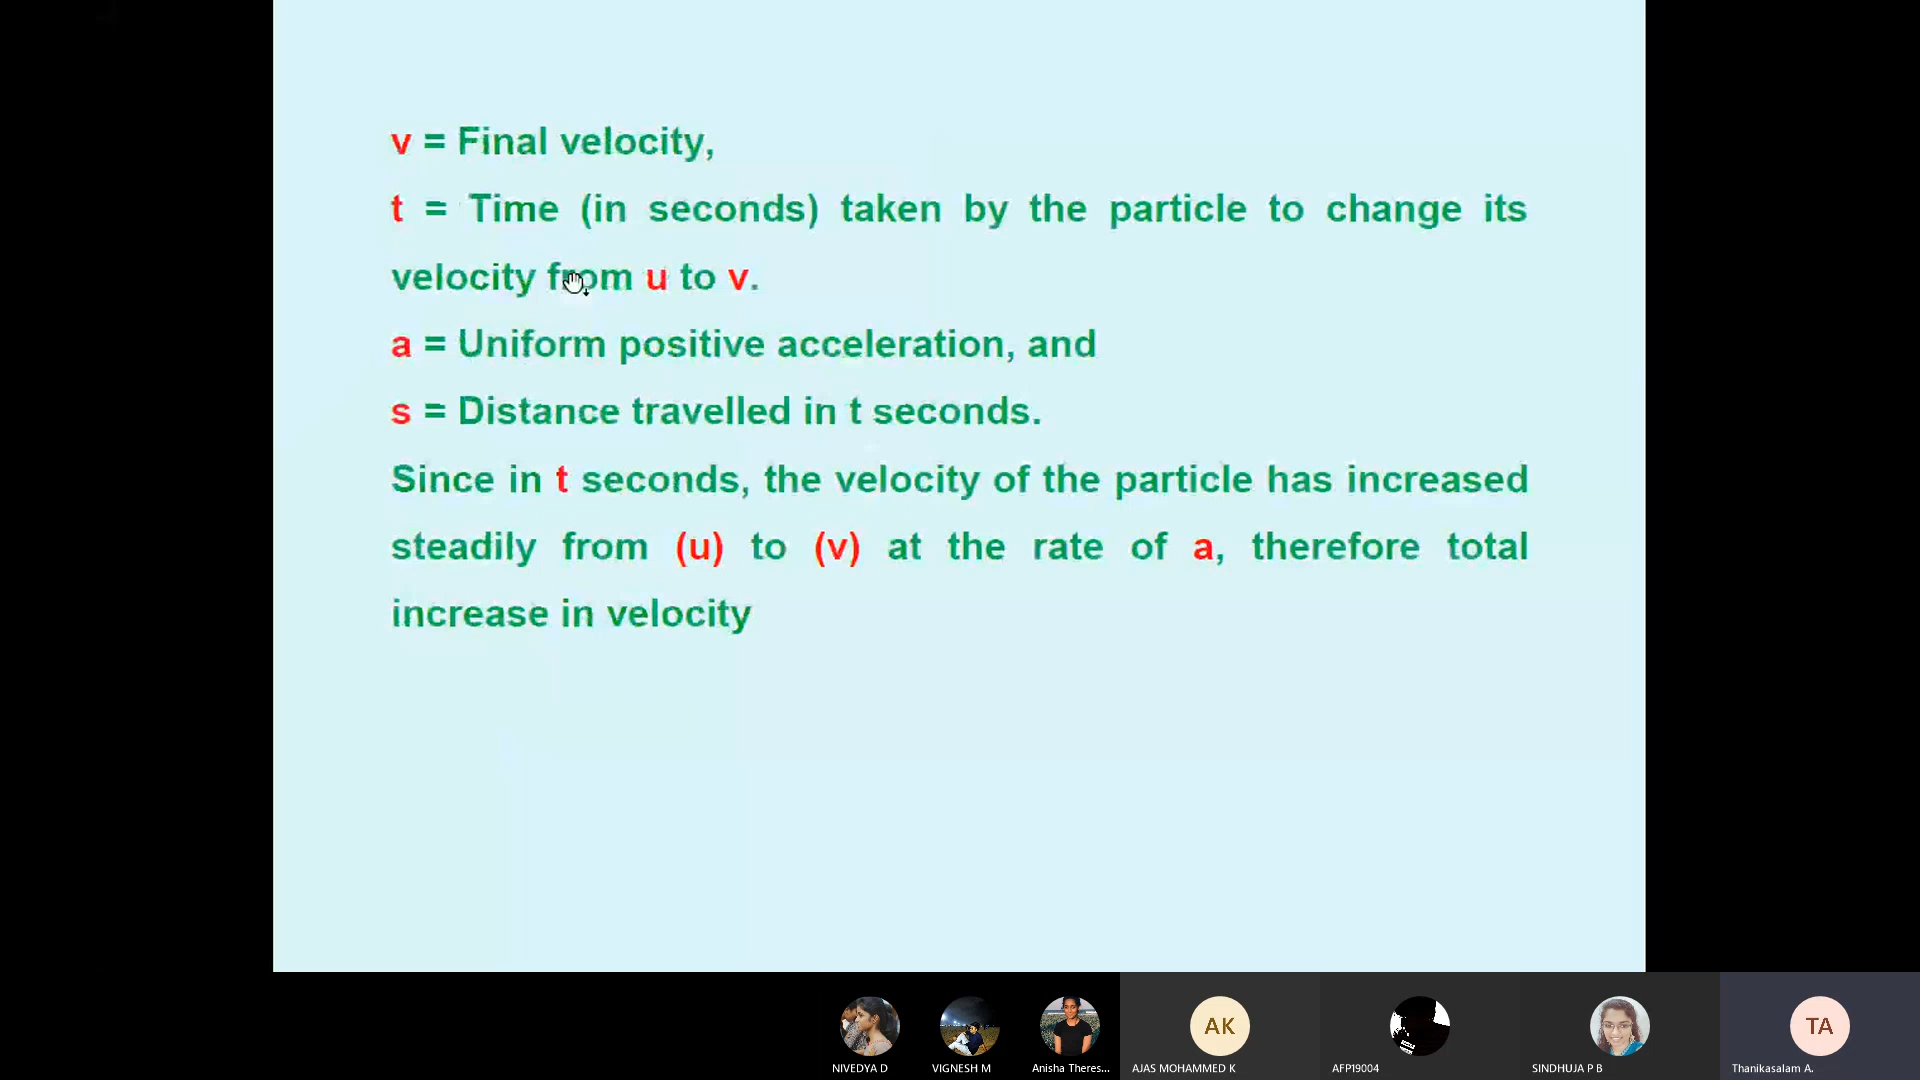 v = Final velocity,
t = Time (in seconds) taken by the particle to change its
velocity from u to v.
a = Uniform positive acceleration, and
s = Distance travelled in t seconds.
Since in t seconds, the velocity of the particle has increased
steadily from (u) to (v) at the rate of a, therefore total
increase in velocity
AK
TA
NIVEDYA D
VIGNESH M
Anisha Theres...
AJAS MOHAMMED K
AFP19004
SINDHUJA P B
Thanikasalam A.